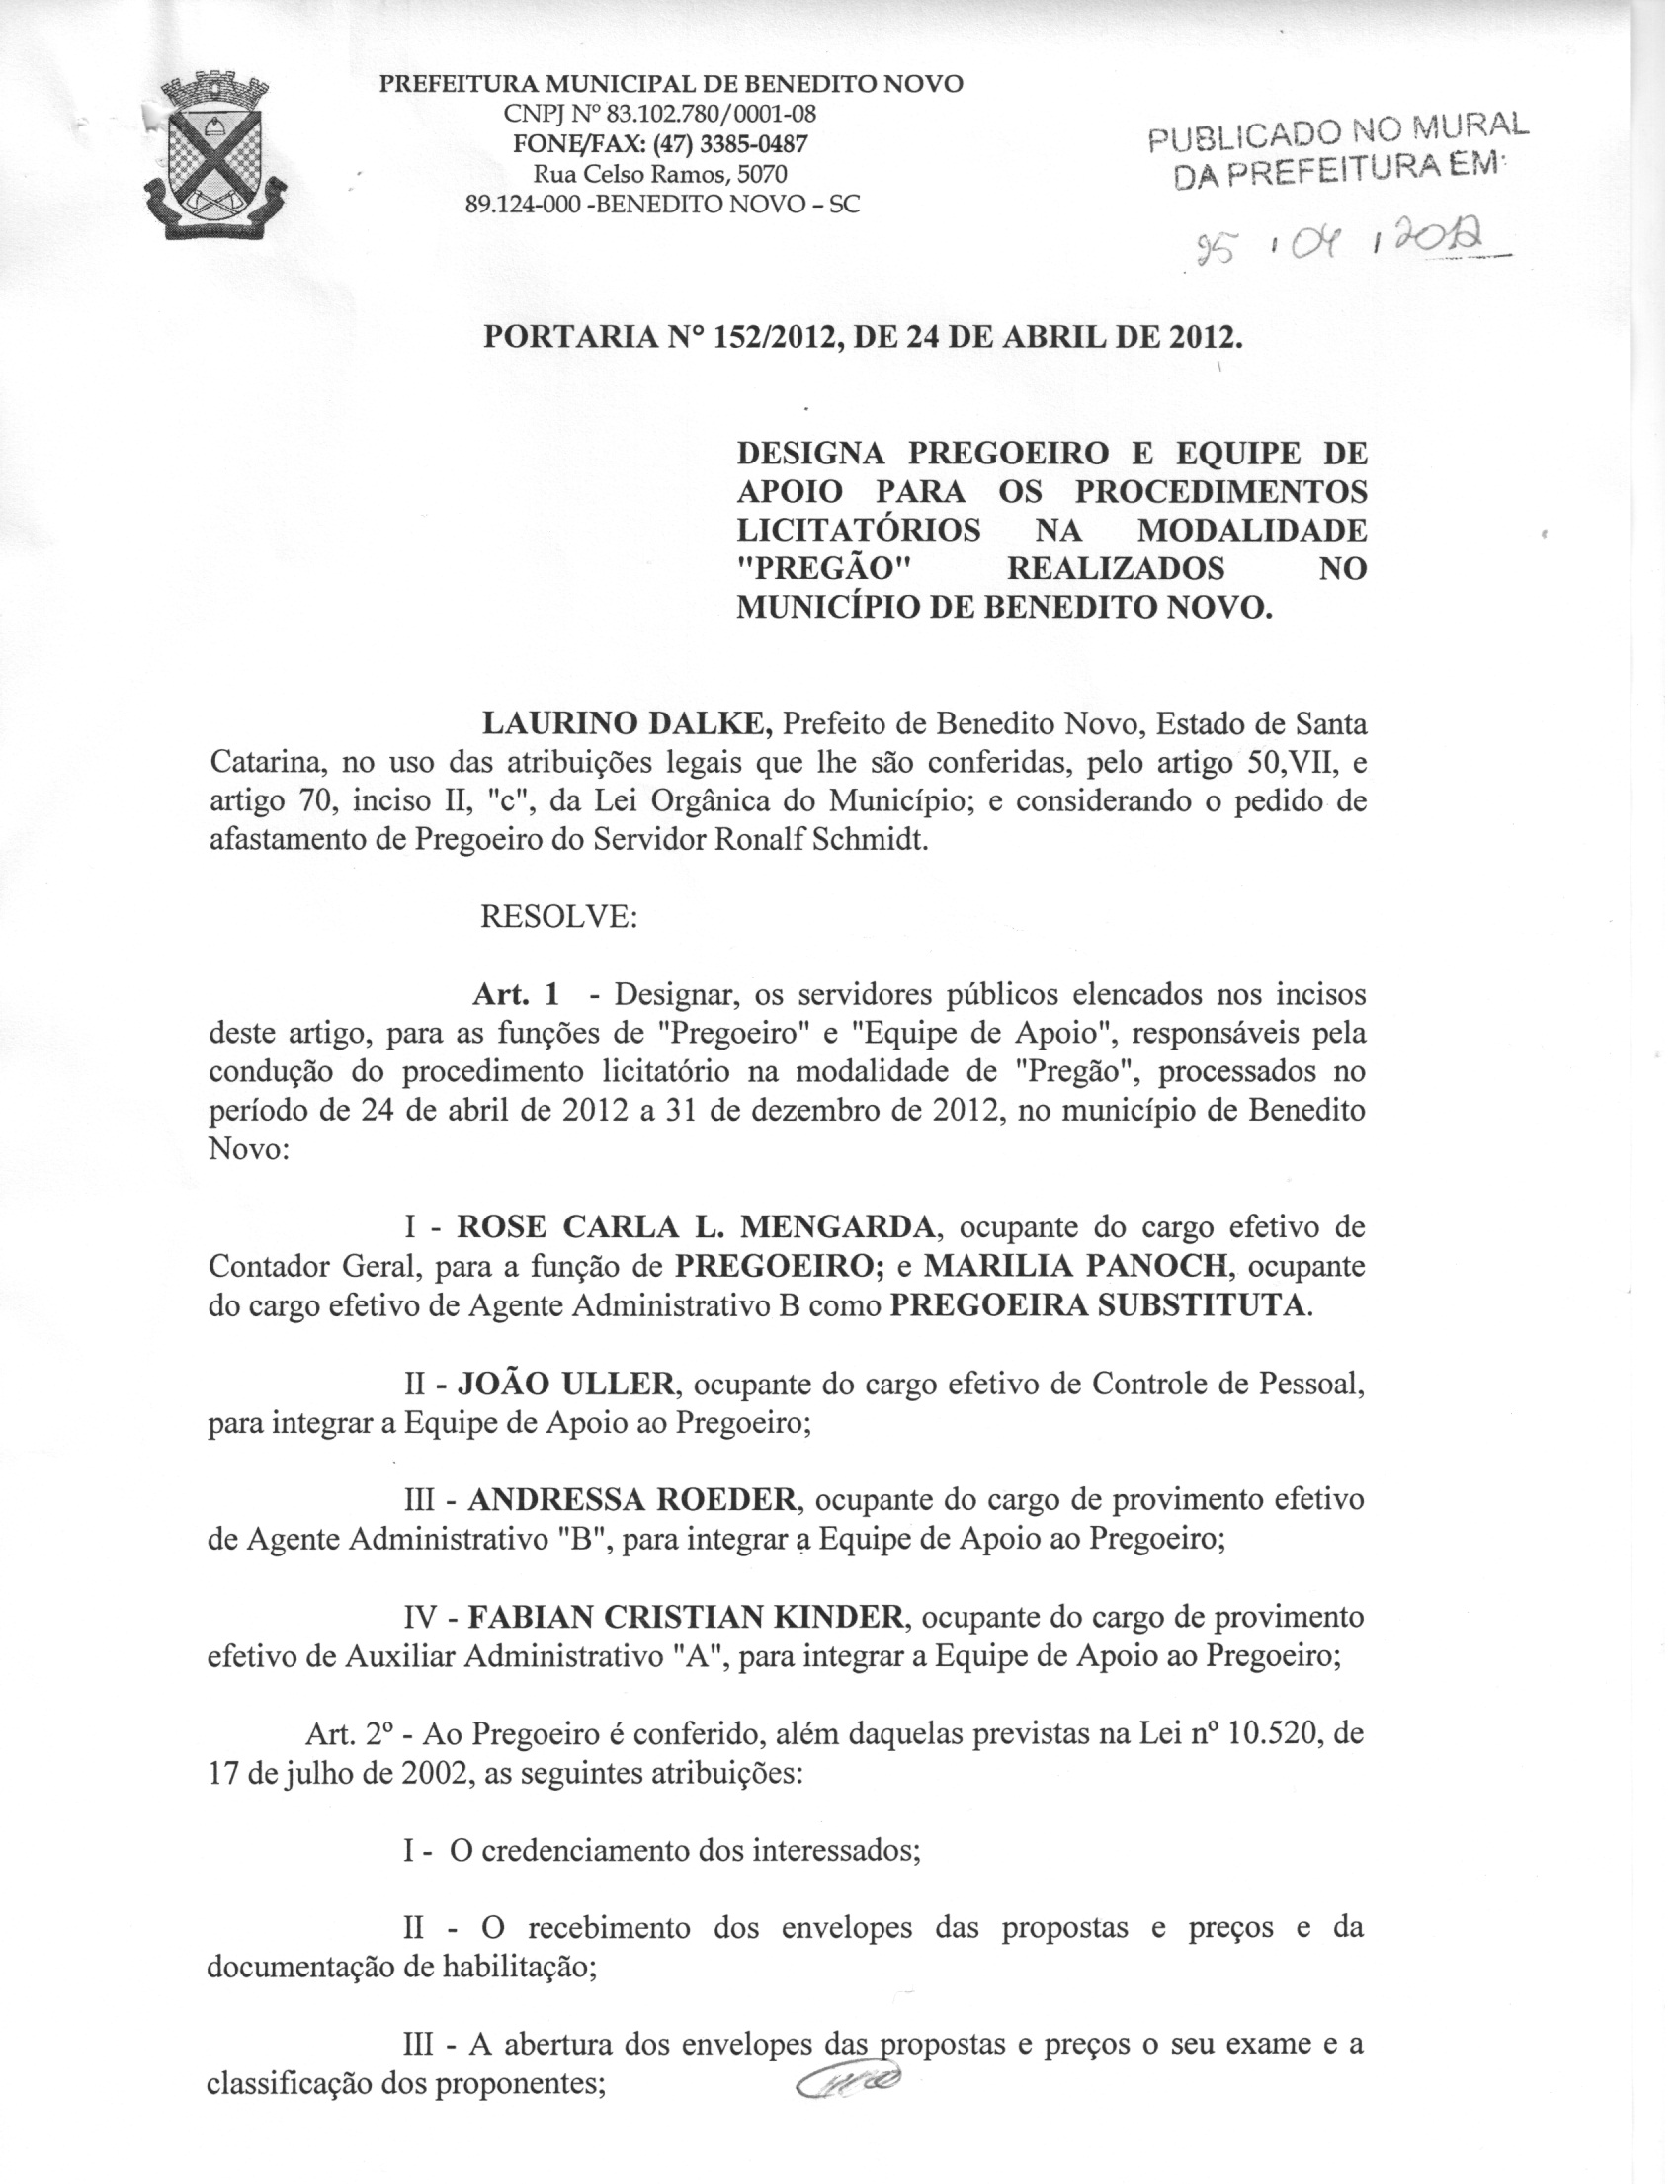 PREFEITURA MUNICIPAL DE BENEDITO NOVO
CNPJ Nº 83.102.780/0001-08
FONE/FAX: (47) 3385-0487
Rua Celso Ramos, 5070
89.124-000 -BENEDITO NOVO – SC
PUBLICADO NO MURAL
DA PREFEITURA EM:
25 / 04 / 2012
PORTARIA Nº 152/2012, DE 24 DE ABRIL DE 2012.
DESIGNA PREGOEIRO E EQUIPE DE
APOIO PARA OS PROCEDIMENTOS
LICITATÓRIOS NA MODALIDADE
"PREGÃO" REALIZADOS NO
MUNICÍPIO DE BENEDITO NOVO.
LAURINO DALKE, Prefeito de Benedito Novo, Estado de Santa
Catarina, no uso das atribuições legais que lhe são conferidas, pelo artigo 50,VII, e
artigo 70, inciso II, "c", da Lei Orgânica do Município; e considerando o pedido de
afastamento de Pregoeiro do Servidor Ronalf Schmidt.
RESOLVE:
Art. 1 - Designar, os servidores públicos elencados nos incisos
deste artigo, para as funções de "Pregoeiro" e "Equipe de Apoio", responsáveis pela
condução do procedimento licitatório na modalidade de "Pregão", processados no
período de 24 de abril de 2012 a 31 de dezembro de 2012, no município de Benedito
Novo:
I - ROSE CARLA L. MENGARDA, ocupante do cargo efetivo de
Contador Geral, para a função de PREGOEIRO; e MARILIA PANOCH, ocupante
do cargo efetivo de Agente Administrativo B como PREGOEIRA SUBSTITUTA.
II - JOÃO ULLER, ocupante do cargo efetivo de Controle de Pessoal,
para integrar a Equipe de Apoio ao Pregoeiro;
III - ANDRESSA ROEDER, ocupante do cargo de provimento efetivo
de Agente Administrativo "B", para integrar a Equipe de Apoio ao Pregoeiro;
IV - FABIAN CRISTIAN KINDER, ocupante do cargo de provimento
efetivo de Auxiliar Administrativo "A", para integrar a Equipe de Apoio ao Pregoeiro;
Art. 2º - Ao Pregoeiro é conferido, além daquelas previstas na Lei nº 10.520, de
17 de julho de 2002, as seguintes atribuições:
I - O credenciamento dos interessados;
II - O recebimento dos envelopes das propostas e preços e da
documentação de habilitação;
III - A abertura dos envelopes das propostas e preços o seu exame e a
classificação dos proponentes;